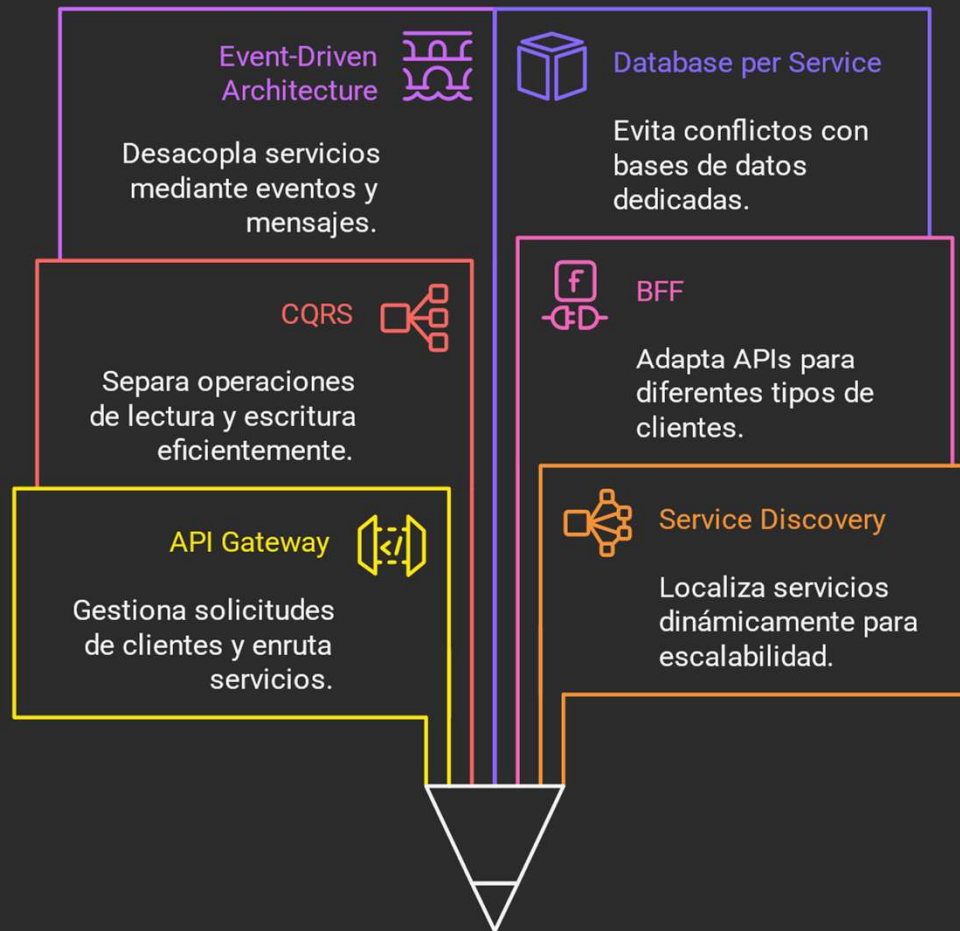 Event-Driven
Architecture
Desacopla servicios
mediante eventos y
mensajes.
Database per Service
Evita conflictos con
bases de datos
dedicadas.
CQRS
Separa operaciones
de lectura y escritura
eficientemente.
f
BFF
Adapta APIs para
diferentes tipos de
clientes.
API Gateway
</>
Gestiona solicitudes
de clientes y enruta
servicios.
Service Discovery
Localiza servicios
dinámicamente para
escalabilidad.